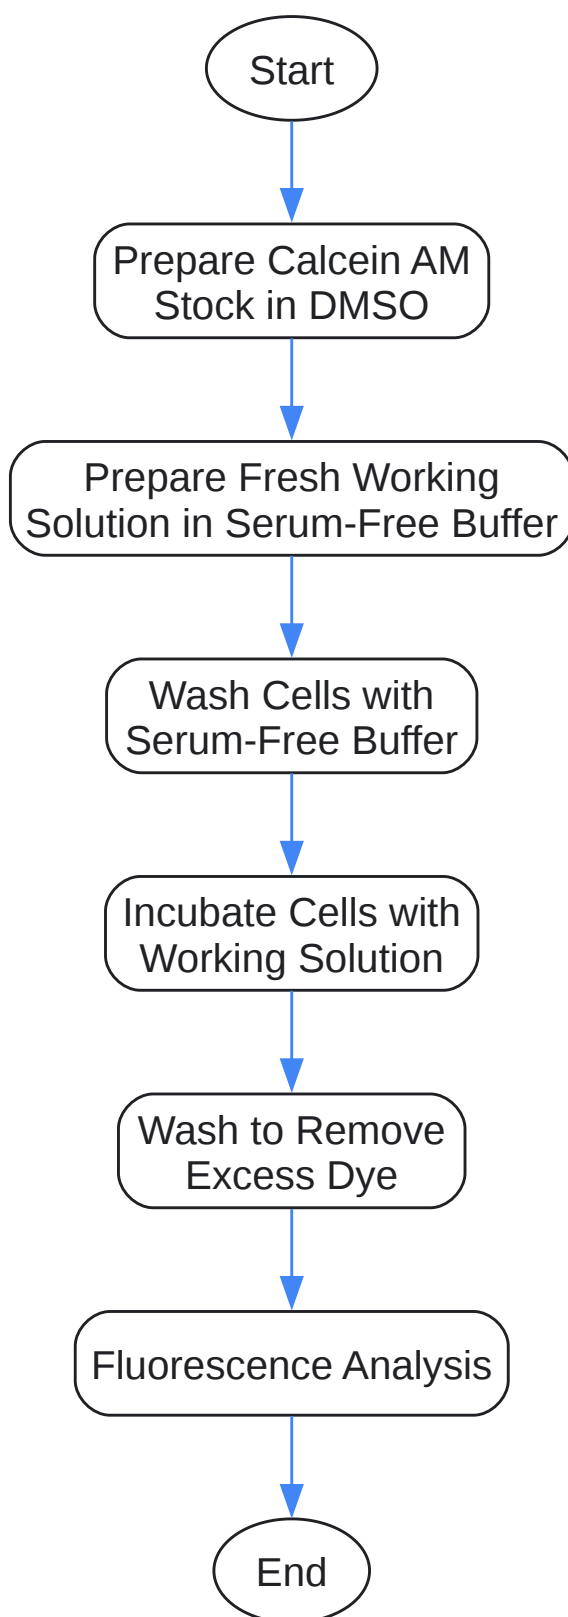 Start
Prepare Calcein AM
Stock in DMSO
Prepare Fresh Working
Solution in Serum-Free Buffer
Wash Cells with
Serum-Free Buffer
Incubate Cells with
Working Solution
Wash to Remove
Excess Dye
Fluorescence Analysis
End